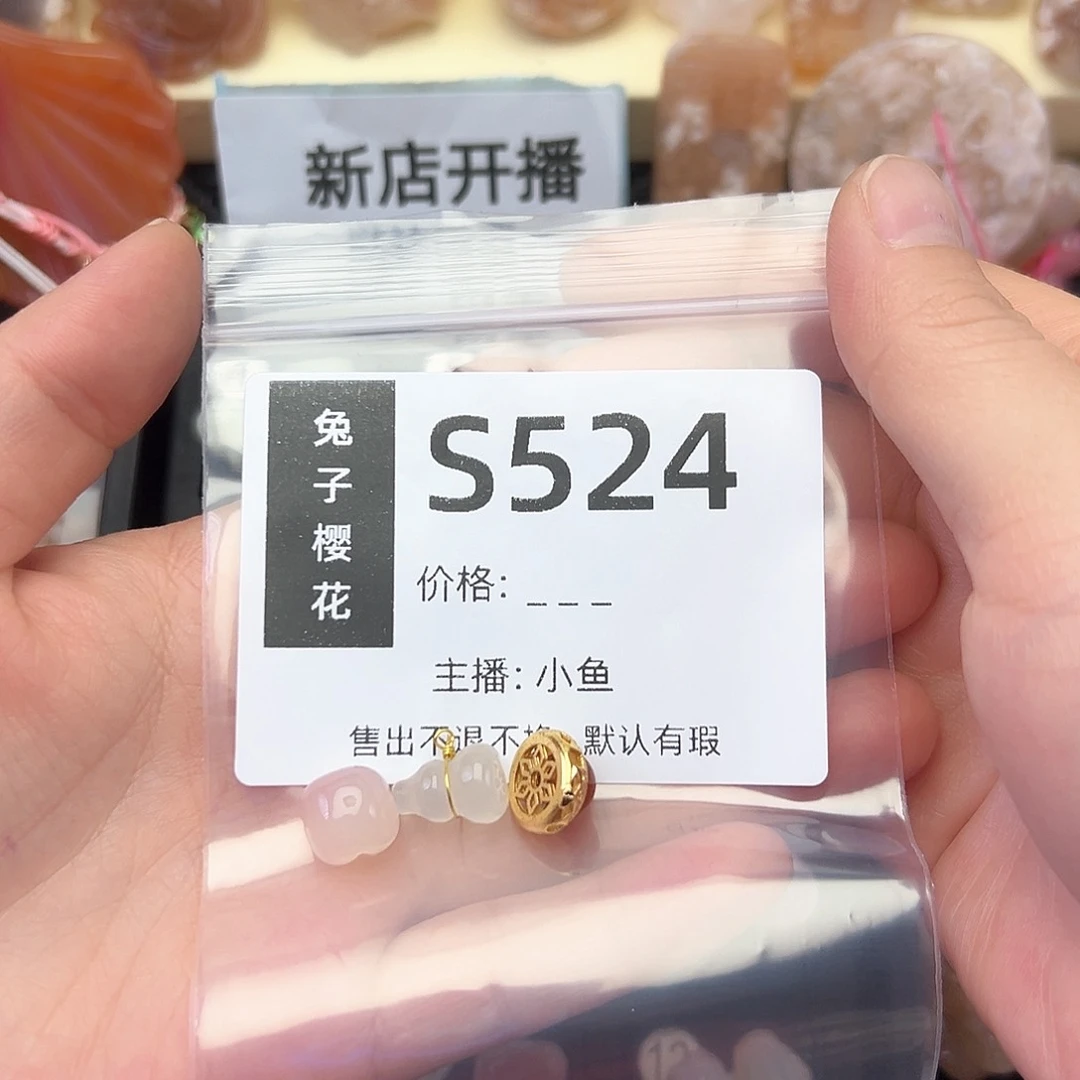 新店开播
兔子樱花
S524
价格: _ _ _
主播: 小鱼
售出不退不换 默认有瑕
12